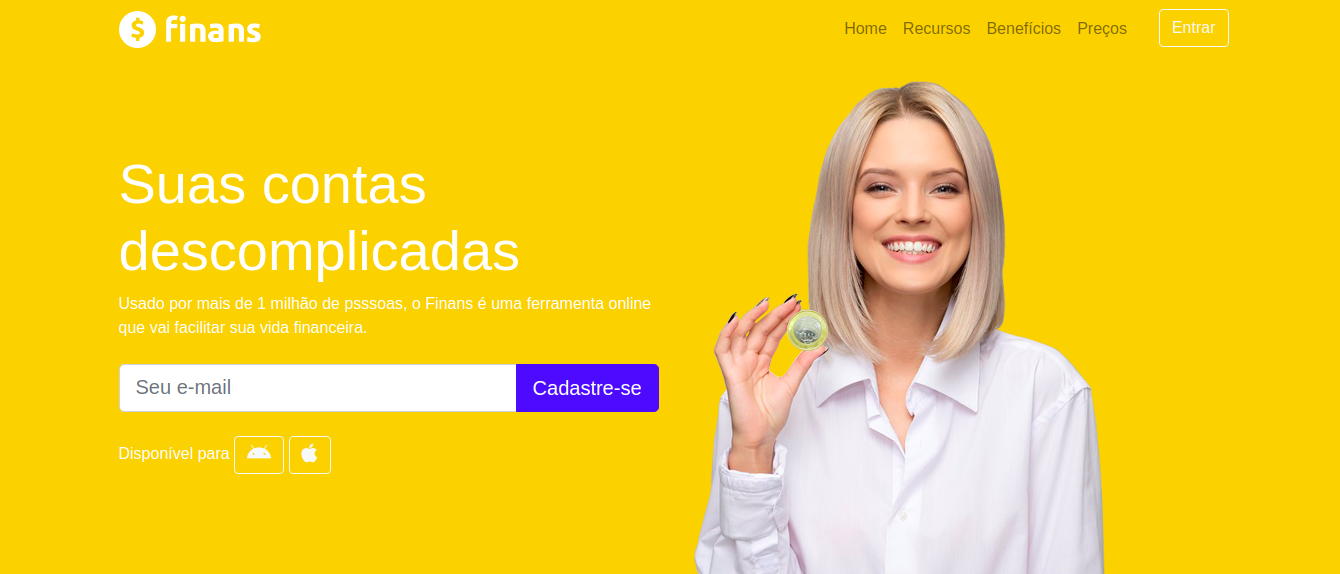 finans
Home Recursos Benefícios Preços Entrar
Suas contas
descomplicadas
Usado por mais de 1 milhão de psssoas, o Finans é uma ferramenta online
que vai facilitar sua vida financeira.
Seu e-mail Cadastre-se
Disponível para